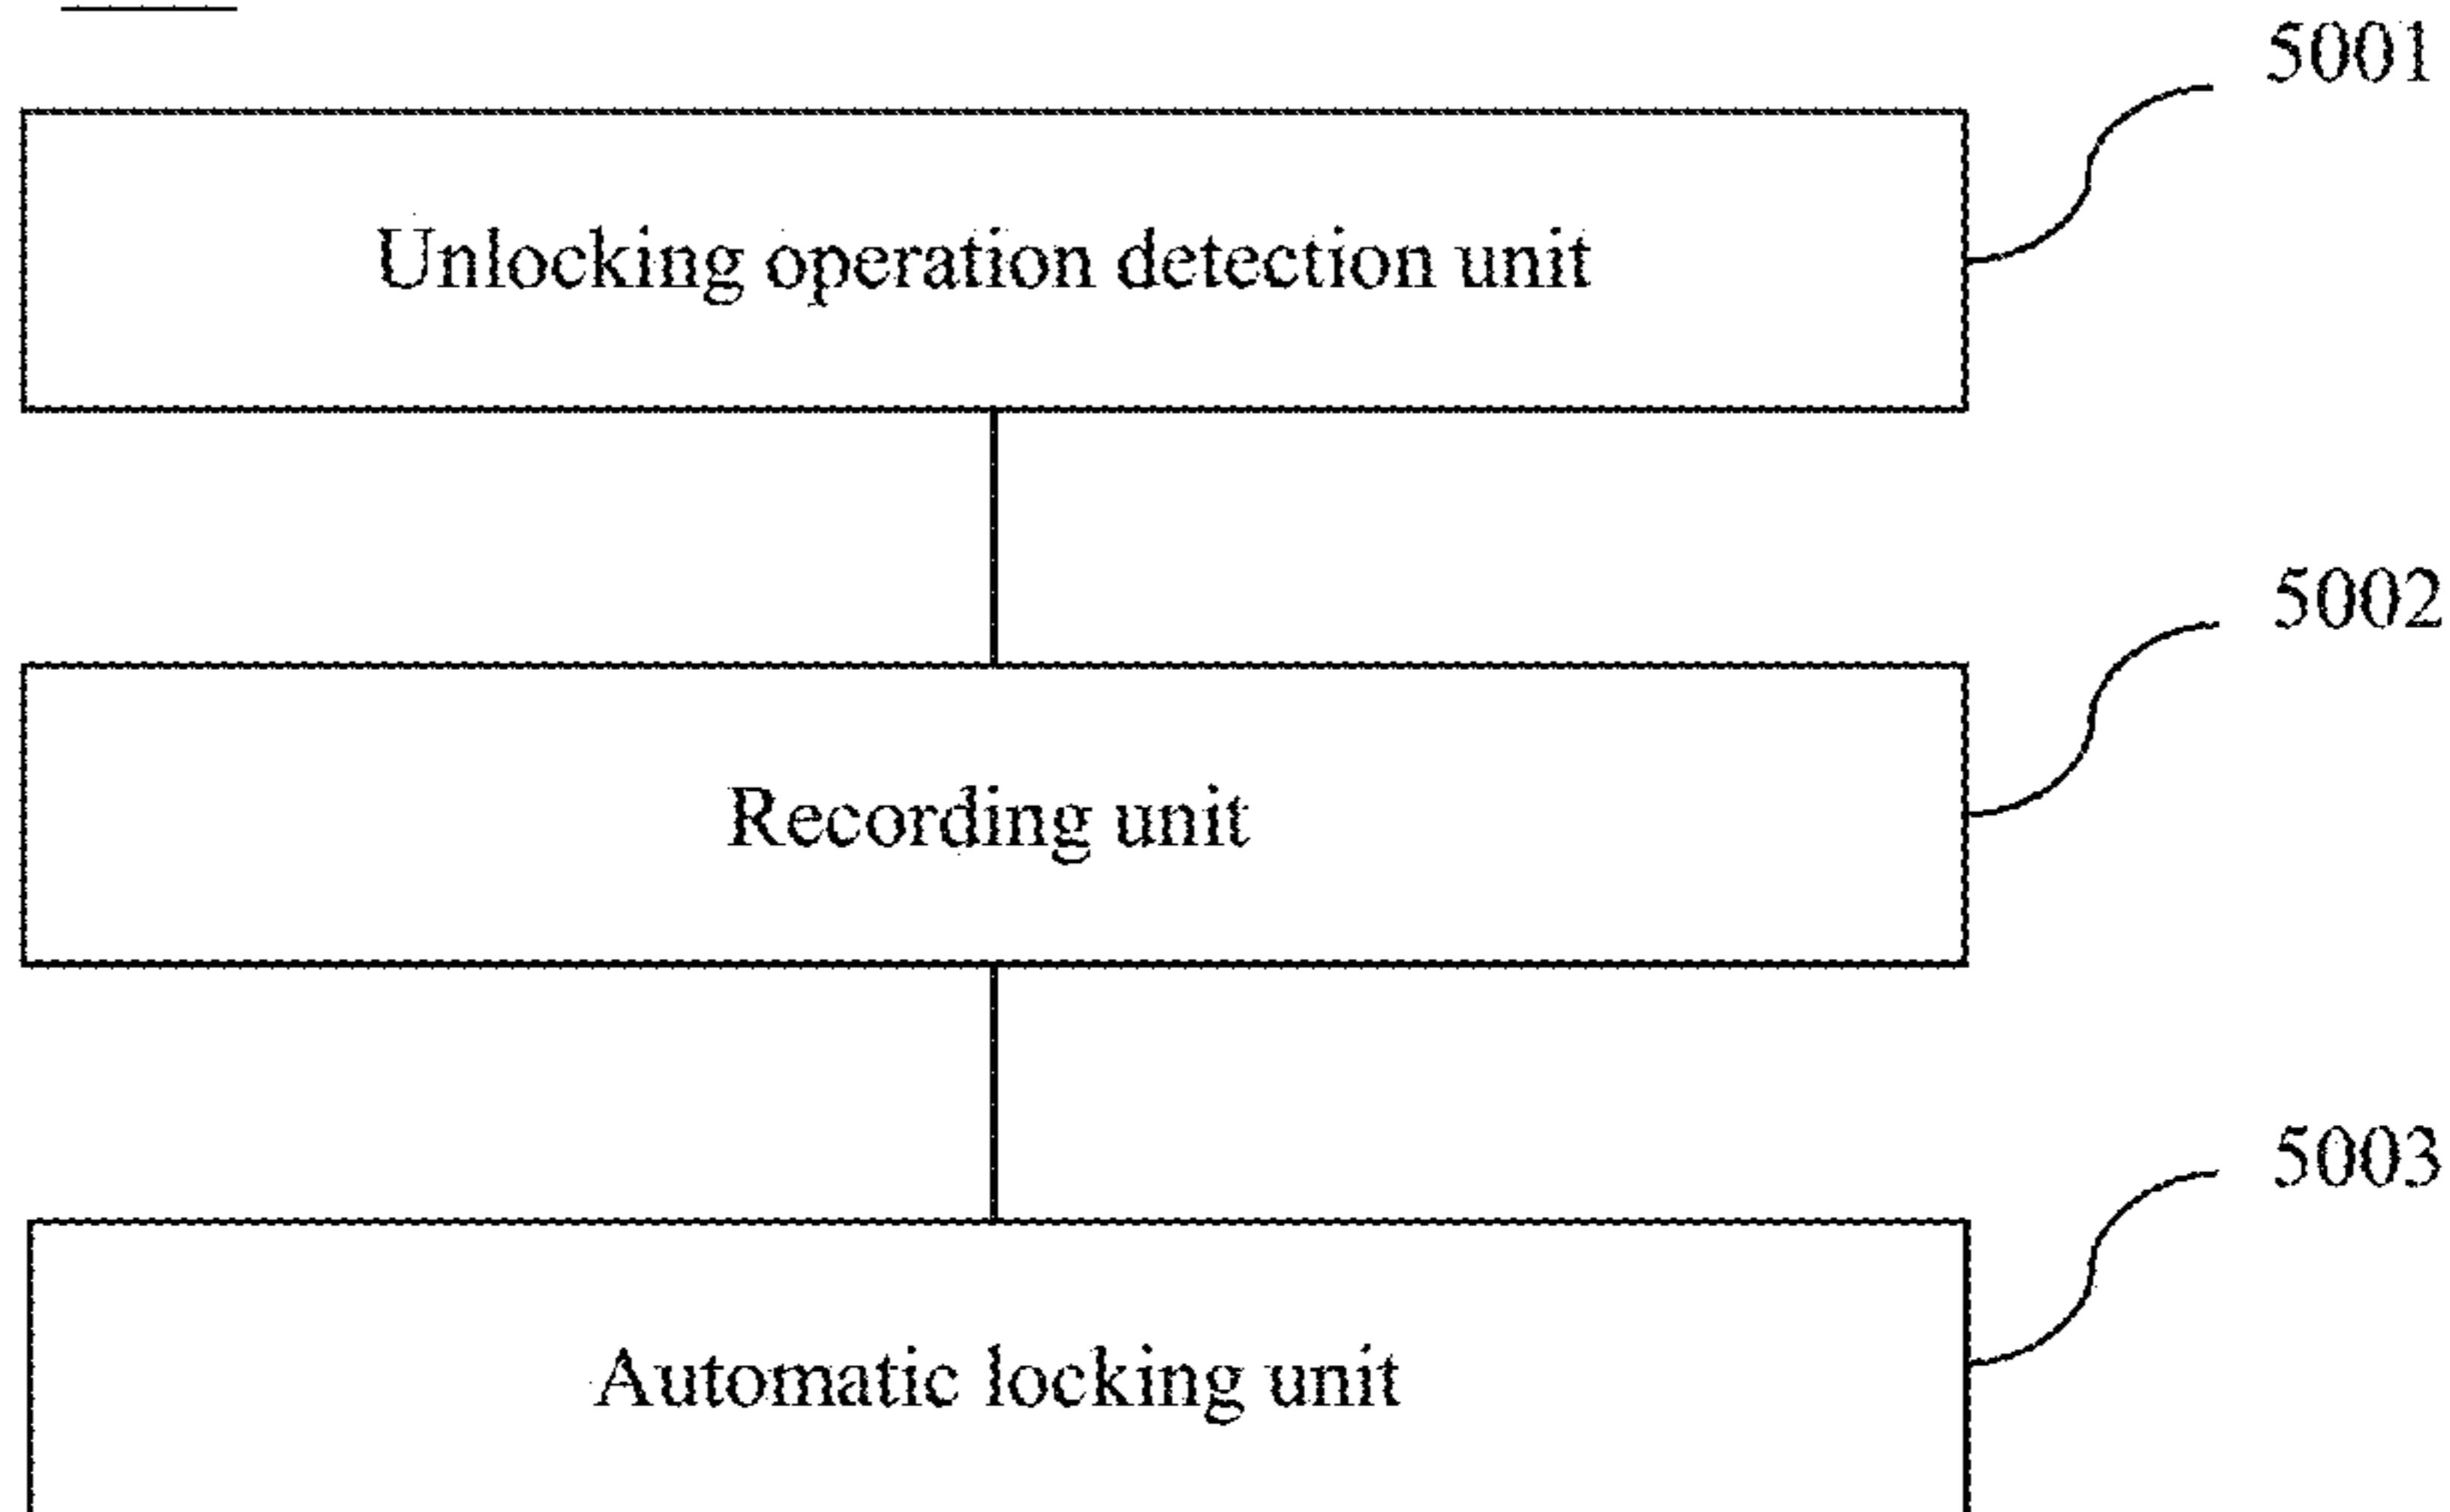 5001
Unlocking operation detection unit
5002
Recording unit
5003
Automatic locking unit